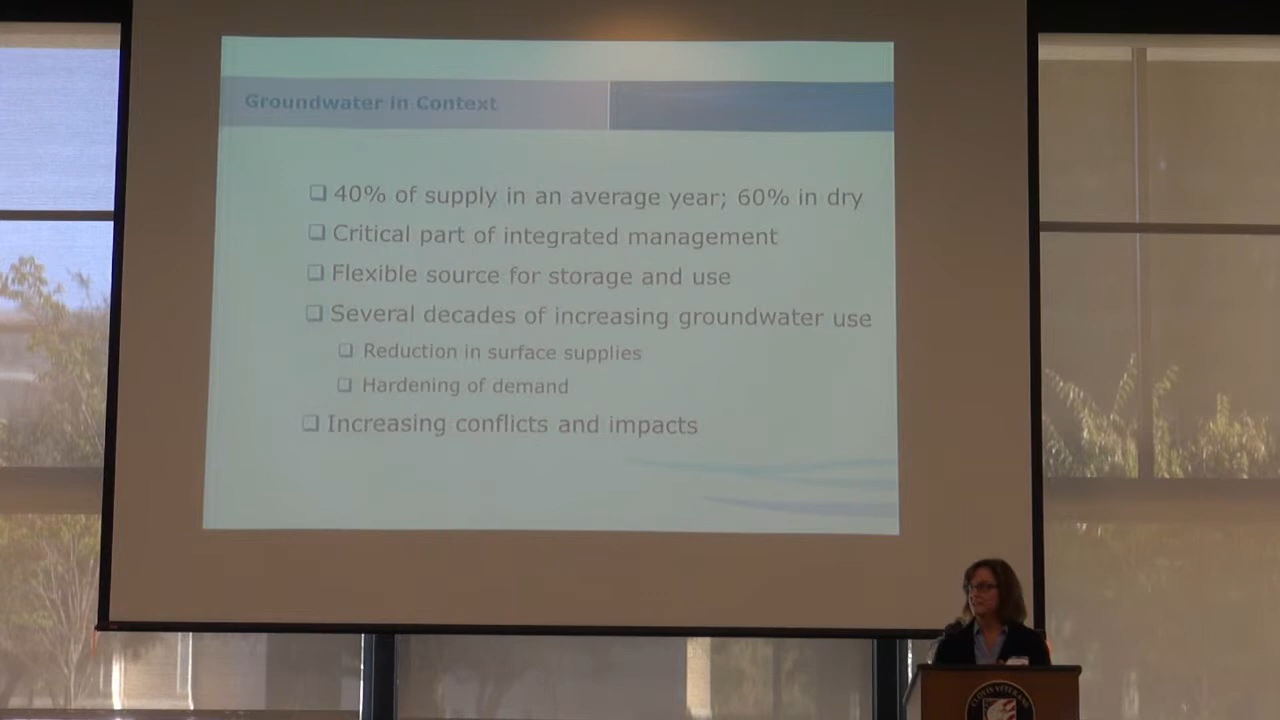 Groundwater in Context
❑ 40% of supply in an average year; 60% in dry
❑ Critical part of integrated management
❑ Flexible source for storage and use
❑ Several decades of increasing groundwater use
❑ Reduction in surface supplies
❑ Hardening of demand
❑ Increasing conflicts and impacts
CLOVIS VETERANS